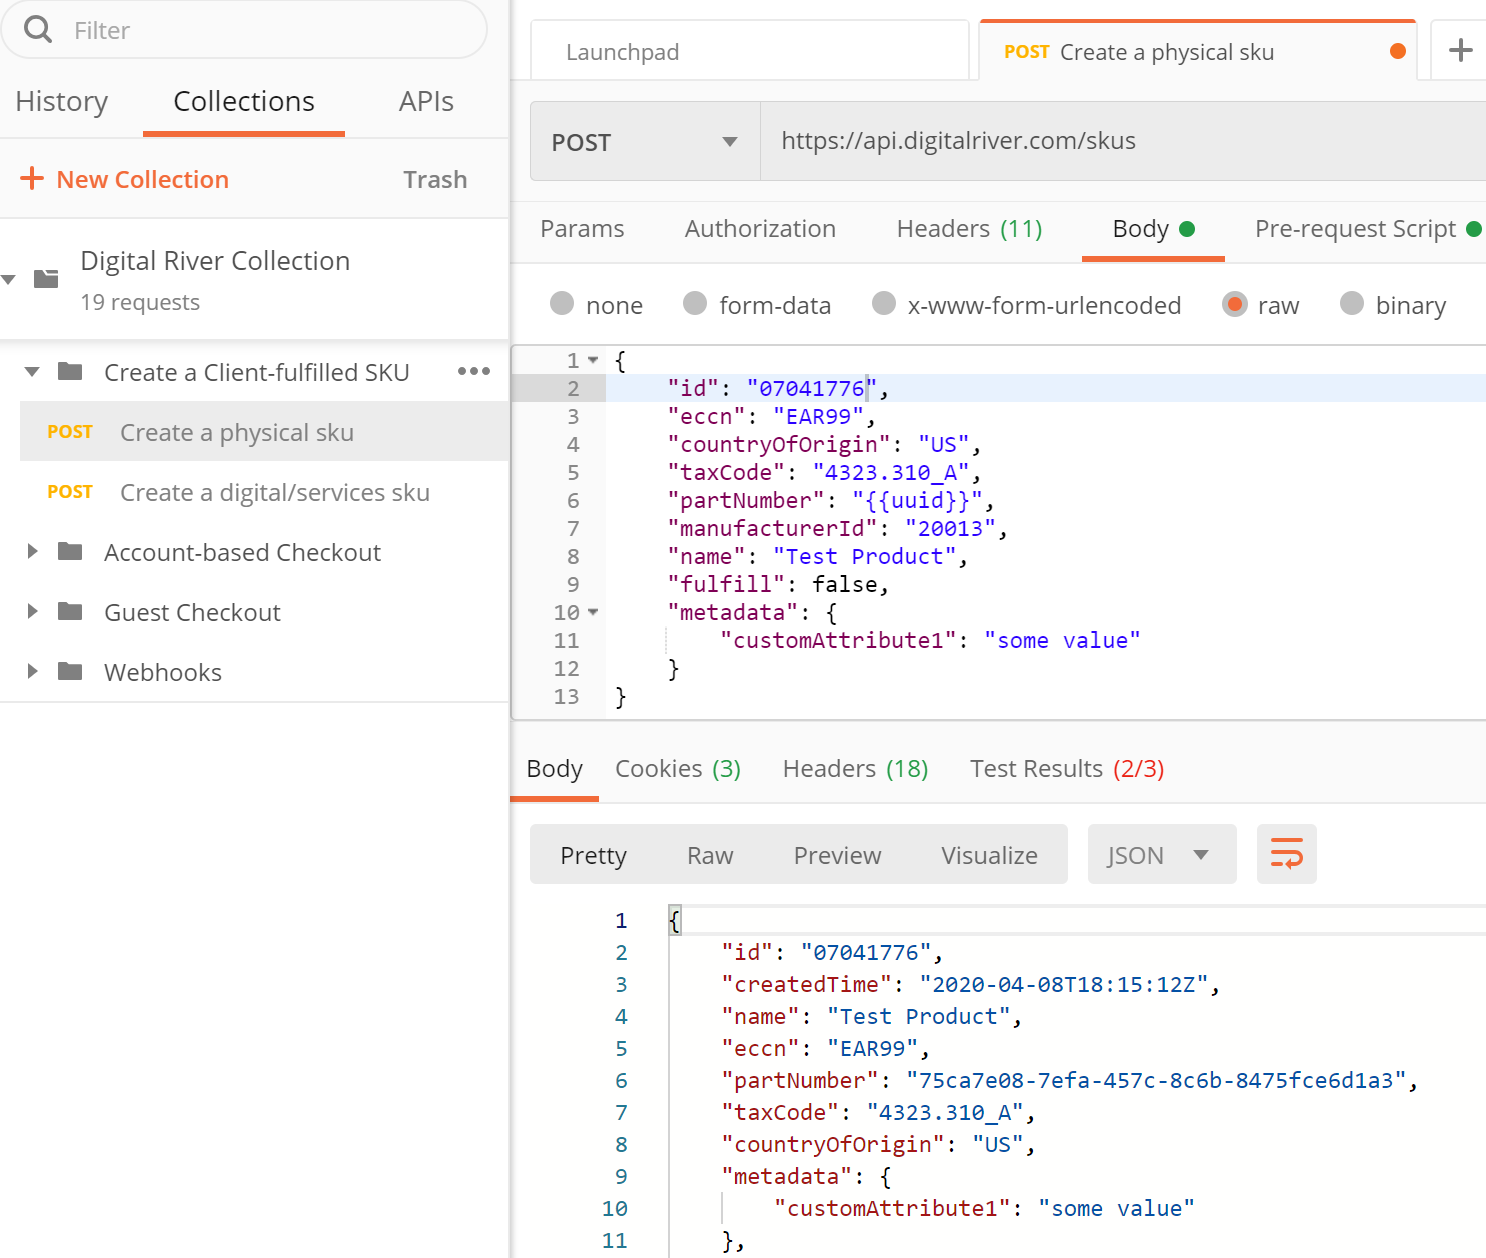 Filter
History Collections APIs
+ New Collection Trash
Digital River Collection
19 requests
Create a Client-fulfilled SKU •••
POST Create a physical sku
POST Create a digital/services sku
Account-based Checkout
Guest Checkout
Webhooks
Launchpad POST Create a physical sku +
POST https://api.digitalriver.com/skus
Params Authorization Headers (11) Body Pre-request Script
none form-data x-www-form-urlencoded raw binary
1 {
2 "id": "07041776",
3 "eccn": "EAR99",
4 "countryOfOrigin": "US",
5 "taxCode": "4323.310_A",
6 "partNumber": "{{uuid}}",
7 "manufacturerId": "20013",
8 "name": "Test Product",
9 "fulfill": false,
10 "metadata": {
11 "customAttribute1": "some value"
12 }
13 }
Body Cookies (3) Headers (18) Test Results (2/3)
Pretty Raw Preview Visualize JSON
1 {
2 "id": "07041776",
3 "createdTime": "2020-04-08T18:15:12Z",
4 "name": "Test Product",
5 "eccn": "EAR99",
6 "partNumber": "75ca7e08-7efa-457c-8c6b-8475fce6d1a3",
7 "taxCode": "4323.310_A",
8 "countryOfOrigin": "US",
9 "metadata": {
10 "customAttribute1": "some value"
11 },